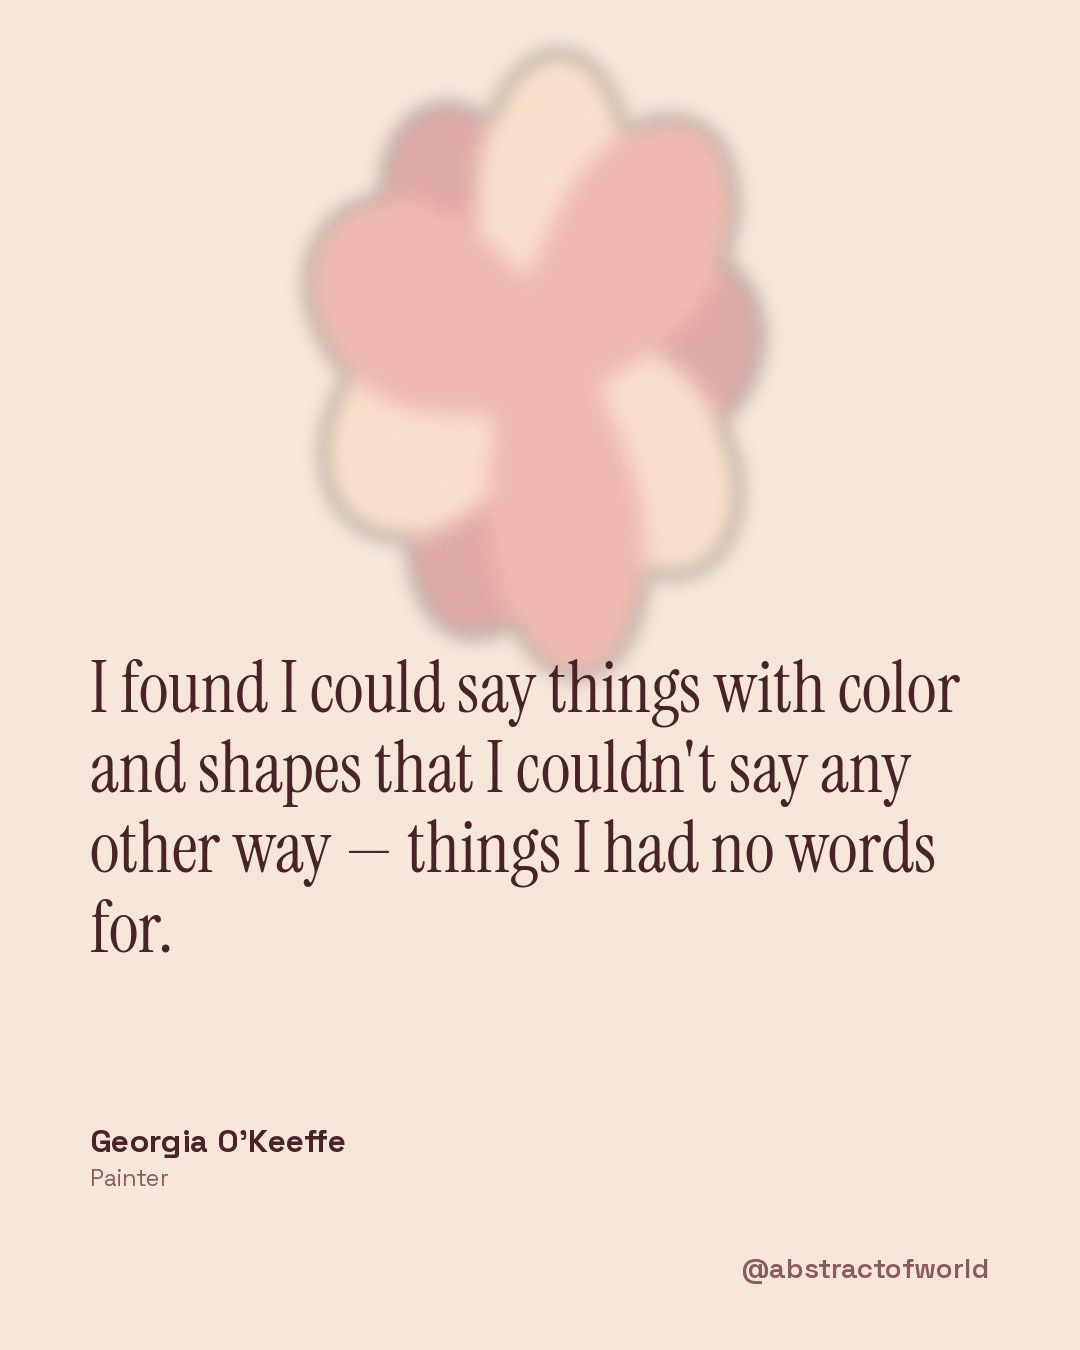 I found I could say things with color
and shapes that I couldn't say any
other way — things I had no words
for.
Georgia O’Keeffe
Painter
@abstractofworld